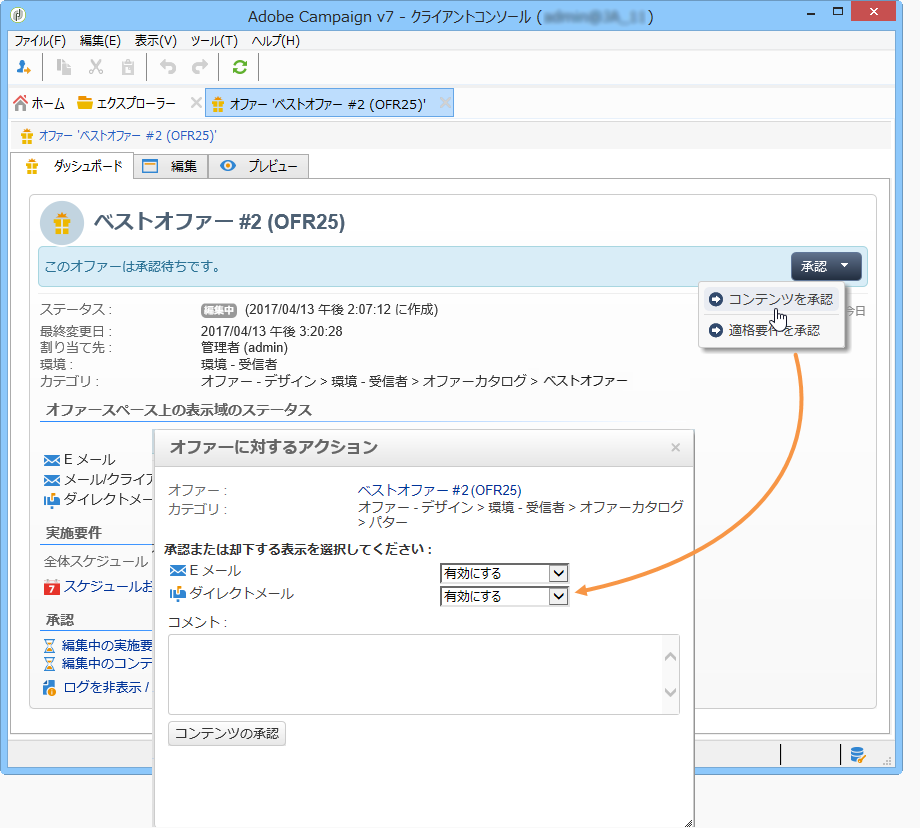 Adobe Campaign v7 - クライアントコンソール ( )
ファイル(F) 編集(E) 表示(V) ツール(T) ヘルプ(H)
ホーム エクスプローラー オファー 'ベストオファー #2 (OFR25)'
オファー 'ベストオファー #2 (OFR25)'
ダッシュボード 編集 プレビュー
ベストオファー #2 (OFR25)
このオファーは承認待ちです。 承認
コンテンツを承認
適格要件を承認
今日
ステータス : 編集中 (2017/04/13 午後 2:07:12 に作成)
最終変更日 : 2017/04/13 午後 3:20:28
割り当て先 : 管理者 (admin)
環境 : 環境 - 受信者
カテゴリ : オファー - デザイン > 環境 - 受信者 > オファーカタログ > ベストオファー
オファースペース上の表示域のステータス
E メール
メール/クライア
ダイレクトメー
実施要件
全体スケジュール
7 スケジュールお
承認
編集中の実施要
編集中のコンテ
ログを非表示 /
オファーに対するアクション
オファー : ベストオファー #2 (OFR25)
カテゴリ : オファー - デザイン > 環境 - 受信者 > オファーカタログ
> パター
承認または却下する表示を選択してください :
E メール 有効にする
ダイレクトメール 有効にする
コメント :
コンテンツの承認